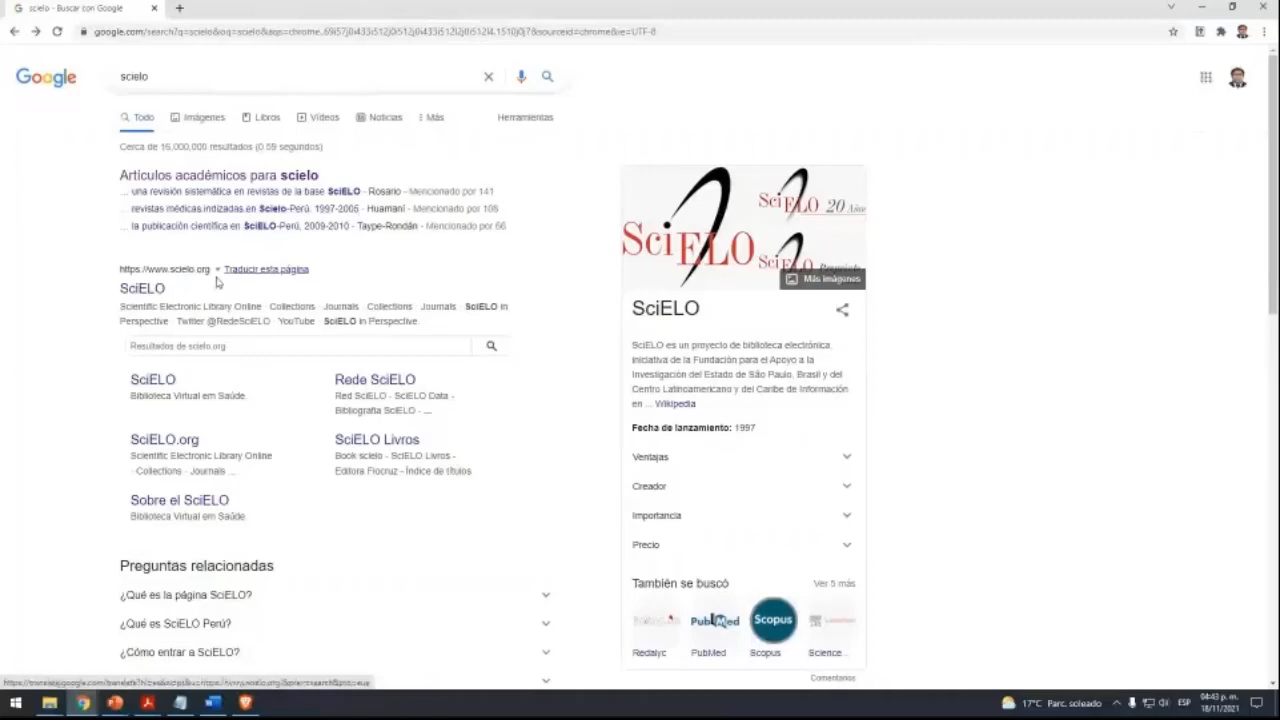 scielo - Buscar con Google
google.com/search?q=scielo&oq=scielo&aqs=chrome..69i57j0i433i512j0i512j0i433i512l2j0i512l4.1510j0j7&sourceid=chrome&ie=UTF-8
Google
scielo
Todo
Imágenes
Libros
Vídeos
Noticias
Más
Herramientas
Cerca de 16,000,000 resultados (0.59 segundos)
Artículos académicos para scielo
... una revisión sistemática en revistas de la base SciELO - Rosario - Mencionado por 141
... revistas médicas indizadas en Scielo-Perú, 1997-2005 - Huamaní - Mencionado por 106
... la publicación científica en SciELO-Perú, 2009-2010 - Taype-Rondán - Mencionado por 66
https://www.scielo.org
Traducir esta página
SciELO
Scientific Electronic Library Online · Collections · Journals · Collections · Journals · SciELO in
Perspective · Twitter @RedeSciELO · YouTube · SciELO in Perspective.
Resultados de scielo.org
SciELO
Biblioteca Virtual em Saúde.
Rede SciELO
Red SciELO - SciELO Data -
Bibliografia SciELO - ...
SciELO.org
Scientific Electronic Library Online
· Collections · Journals ...
SciELO Livros
Book scielo - SciELO Livros -
Editora Fiocruz - Índice de títulos
Sobre el SciELO
Biblioteca Virtual em Saúde.
Preguntas relacionadas
¿Qué es la página SciELO?
¿Qué es SciELO Perú?
¿Cómo entrar a SciELO?
SciELO
SciELO 20 Años
SciELO
Más imágenes
SciELO
SciELO es un proyecto de biblioteca electrónica,
iniciativa de la Fundación para el Apoyo a la
Investigación del Estado de São Paulo, Brasil y del
Centro Latinoamericano y del Caribe de Información
en ... Wikipedia
Fecha de lanzamiento: 1997
Ventajas
Creador
Importancia
Precio
También se buscó
Ver 5 más
PubMed
Scopus
Redalyc
PubMed
Scopus
Science...
Comentarios
17°C Parc. soleado
ESP
04:43 p. m.
18/11/2021